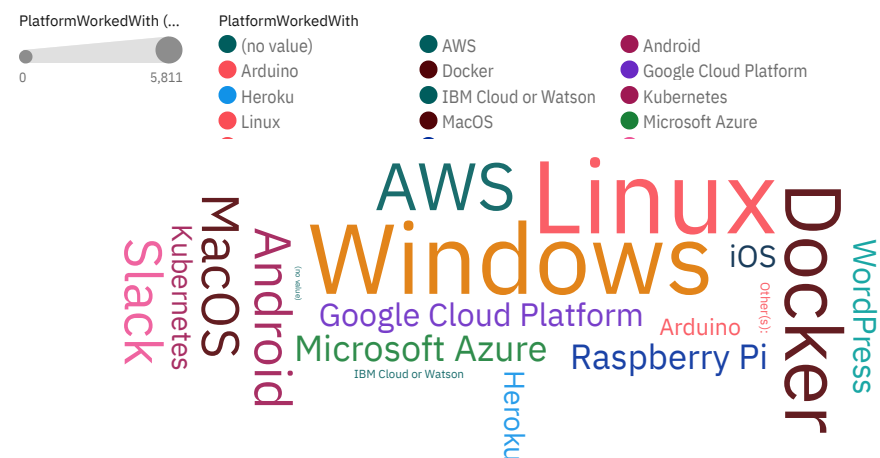 PlatformWorkedWith (...
0
5,811
PlatformWorkedWith
(no value)
AWS
Android
Arduino
Docker
Google Cloud Platform
Heroku
IBM Cloud or Watson
Kubernetes
Linux
MacOS
Microsoft Azure
AWS
Linux
Windows
iOS
Docker
WordPress
Slack
Kubernetes
MacOS
Android
(no value)
Google Cloud Platform
Arduino
Other(s):
Microsoft Azure
Raspberry Pi
IBM Cloud or Watson
Heroku